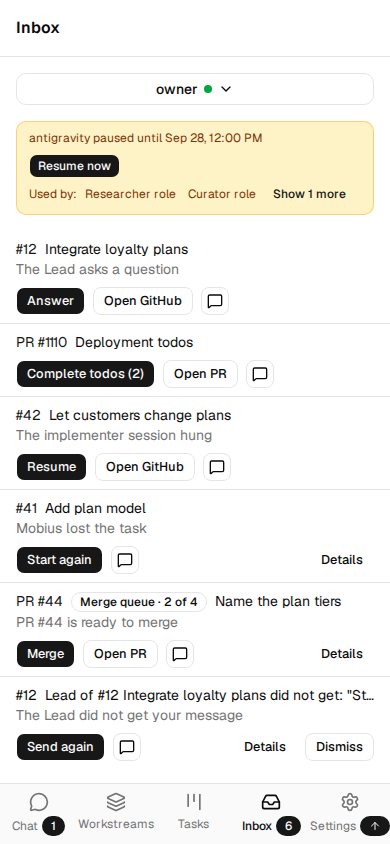 Inbox
owner
antigravity paused until Sep 28, 12:00 PM
Resume now
Used by: Researcher role Curator role Show 1 more
#12 Integrate loyalty plans
The Lead asks a question
Answer Open GitHub
PR #1110 Deployment todos
Complete todos (2) Open PR
#42 Let customers change plans
The implementer session hung
Resume Open GitHub
#41 Add plan model
Mobius lost the task
Start again Details
PR #44 Merge queue · 2 of 4 Name the plan tiers
PR #44 is ready to merge
Merge Open PR Details
#12 Lead of #12 Integrate loyalty plans did not get: "St...
The Lead did not get your message
Send again Details Dismiss
Chat 1 Workstreams Tasks Inbox 6 Settings ↑